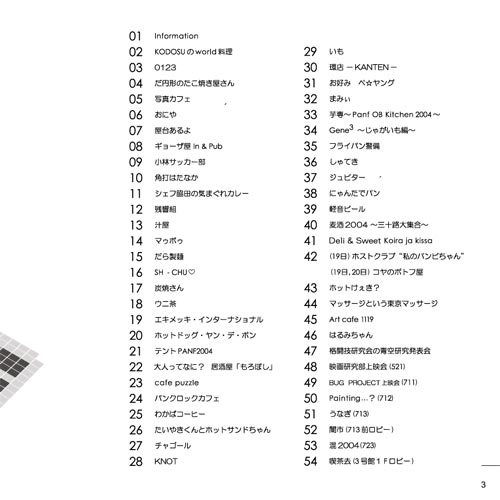 01 Information
02 KODOSUのworld料理
03 0123
04 だ円形のたこ焼き屋さん
05 写真カフェ
06 おにや
07 屋台あるよ
08 ギョーザ屋 in & Pub
09 小林サッカー部
10 角打はたなか
11 シェフ脇田の気まぐれカレー
12 残響組
13 汁屋
14 マゥポゥ
15 だら製麺
16 SH - CHU♡
17 炭焼さん
18 ウニ茶
19 エキメッキ・インターナショナル
20 ホットドッグ・ヤン・デ・ポン
21 テントPANF2004
22 大人ってなに? 居酒屋「もろぼし」
23 cafe puzzle
24 パンクロックカフェ
25 わかばコーヒー
26 たいやきくんとホットサンドちゃん
27 チャゴール
28 KNOT
29 いも
30 環店 ーKANTENー
31 お好み ペ☆ヤング
32 まみぃ
33 芋専〜Panf OB Kitchen 2004〜
34 Gene³ 〜じゃがいも編〜
35 フライパン警備
36 しゃてき
37 ジュピター
38 にゃんたでパン
39 軽音ビール
40 麦酒2004 〜三十路大集合〜
41 Deli & Sweet Koira ja kissa
42 (19日) ホストクラブ “私のバンビちゃん”
(19日,20日) コヤのポトフ屋
43 ホットけぇき?
44 マッサージという東京マッサージ
45 Art cafe 1119
46 はるみちゃん
47 格闘技研究会の青空研究発表会
48 映画研究部上映会 (521)
49 BUG PROJECT上映会 (711)
50 Painting...? (712)
51 うなぎ (713)
52 闇市 (713前ロビー)
53 混2004 (723)
54 喫茶去 (3号館1Fロビー)
3